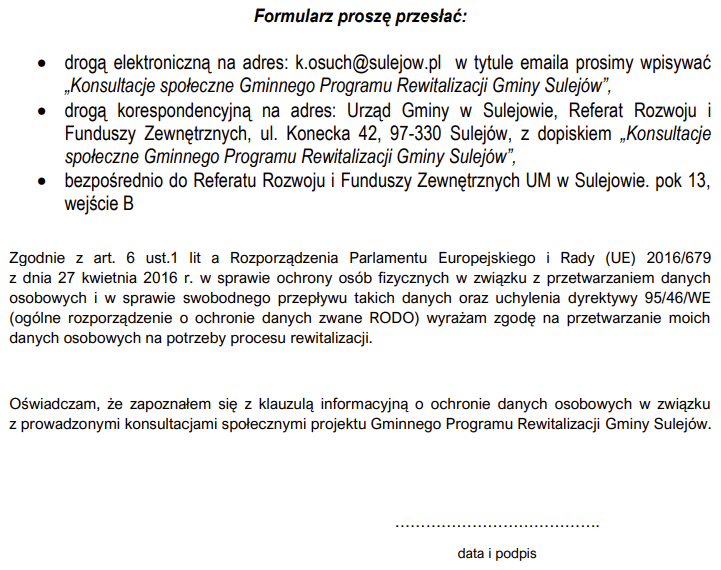 Formularz proszę przesłać:
• drogą elektroniczną na adres: k.osuch@sulejow.pl w tytule emaila prosimy wpisywać
„Konsultacje społeczne Gminnego Programu Rewitalizacji Gminy Sulejów”,
• drogą korespondencyjną na adres: Urząd Gminy w Sulejowie, Referat Rozwoju i
Funduszy Zewnętrznych, ul. Konecka 42, 97-330 Sulejów, z dopiskiem „Konsultacje
społeczne Gminnego Programu Rewitalizacji Gminy Sulejów”,
• bezpośrednio do Referatu Rozwoju i Funduszy Zewnętrznych UM w Sulejowie. pok 13,
wejście B
Zgodnie z art. 6 ust.1 lit a Rozporządzenia Parlamentu Europejskiego i Rady (UE) 2016/679
z dnia 27 kwietnia 2016 r. w sprawie ochrony osób fizycznych w związku z przetwarzaniem danych
osobowych i w sprawie swobodnego przepływu takich danych oraz uchylenia dyrektywy 95/46/WE
(ogólne rozporządzenie o ochronie danych zwane RODO) wyrażam zgodę na przetwarzanie moich
danych osobowych na potrzeby procesu rewitalizacji.
Oświadczam, że zapoznałem się z klauzulą informacyjną o ochronie danych osobowych w związku
z prowadzonymi konsultacjami społecznymi projektu Gminnego Programu Rewitalizacji Gminy Sulejów.
………………………………….
data i podpis